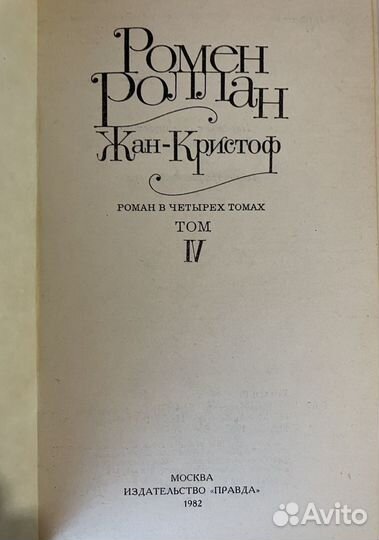 Ромен
Роллан
Жан-Кристоф
РОМАН В ЧЕТЫРЕХ ТОМАХ
ТОМ
IV
МОСКВА
ИЗДАТЕЛЬСТВО «ПРАВДА»
1982
Avito